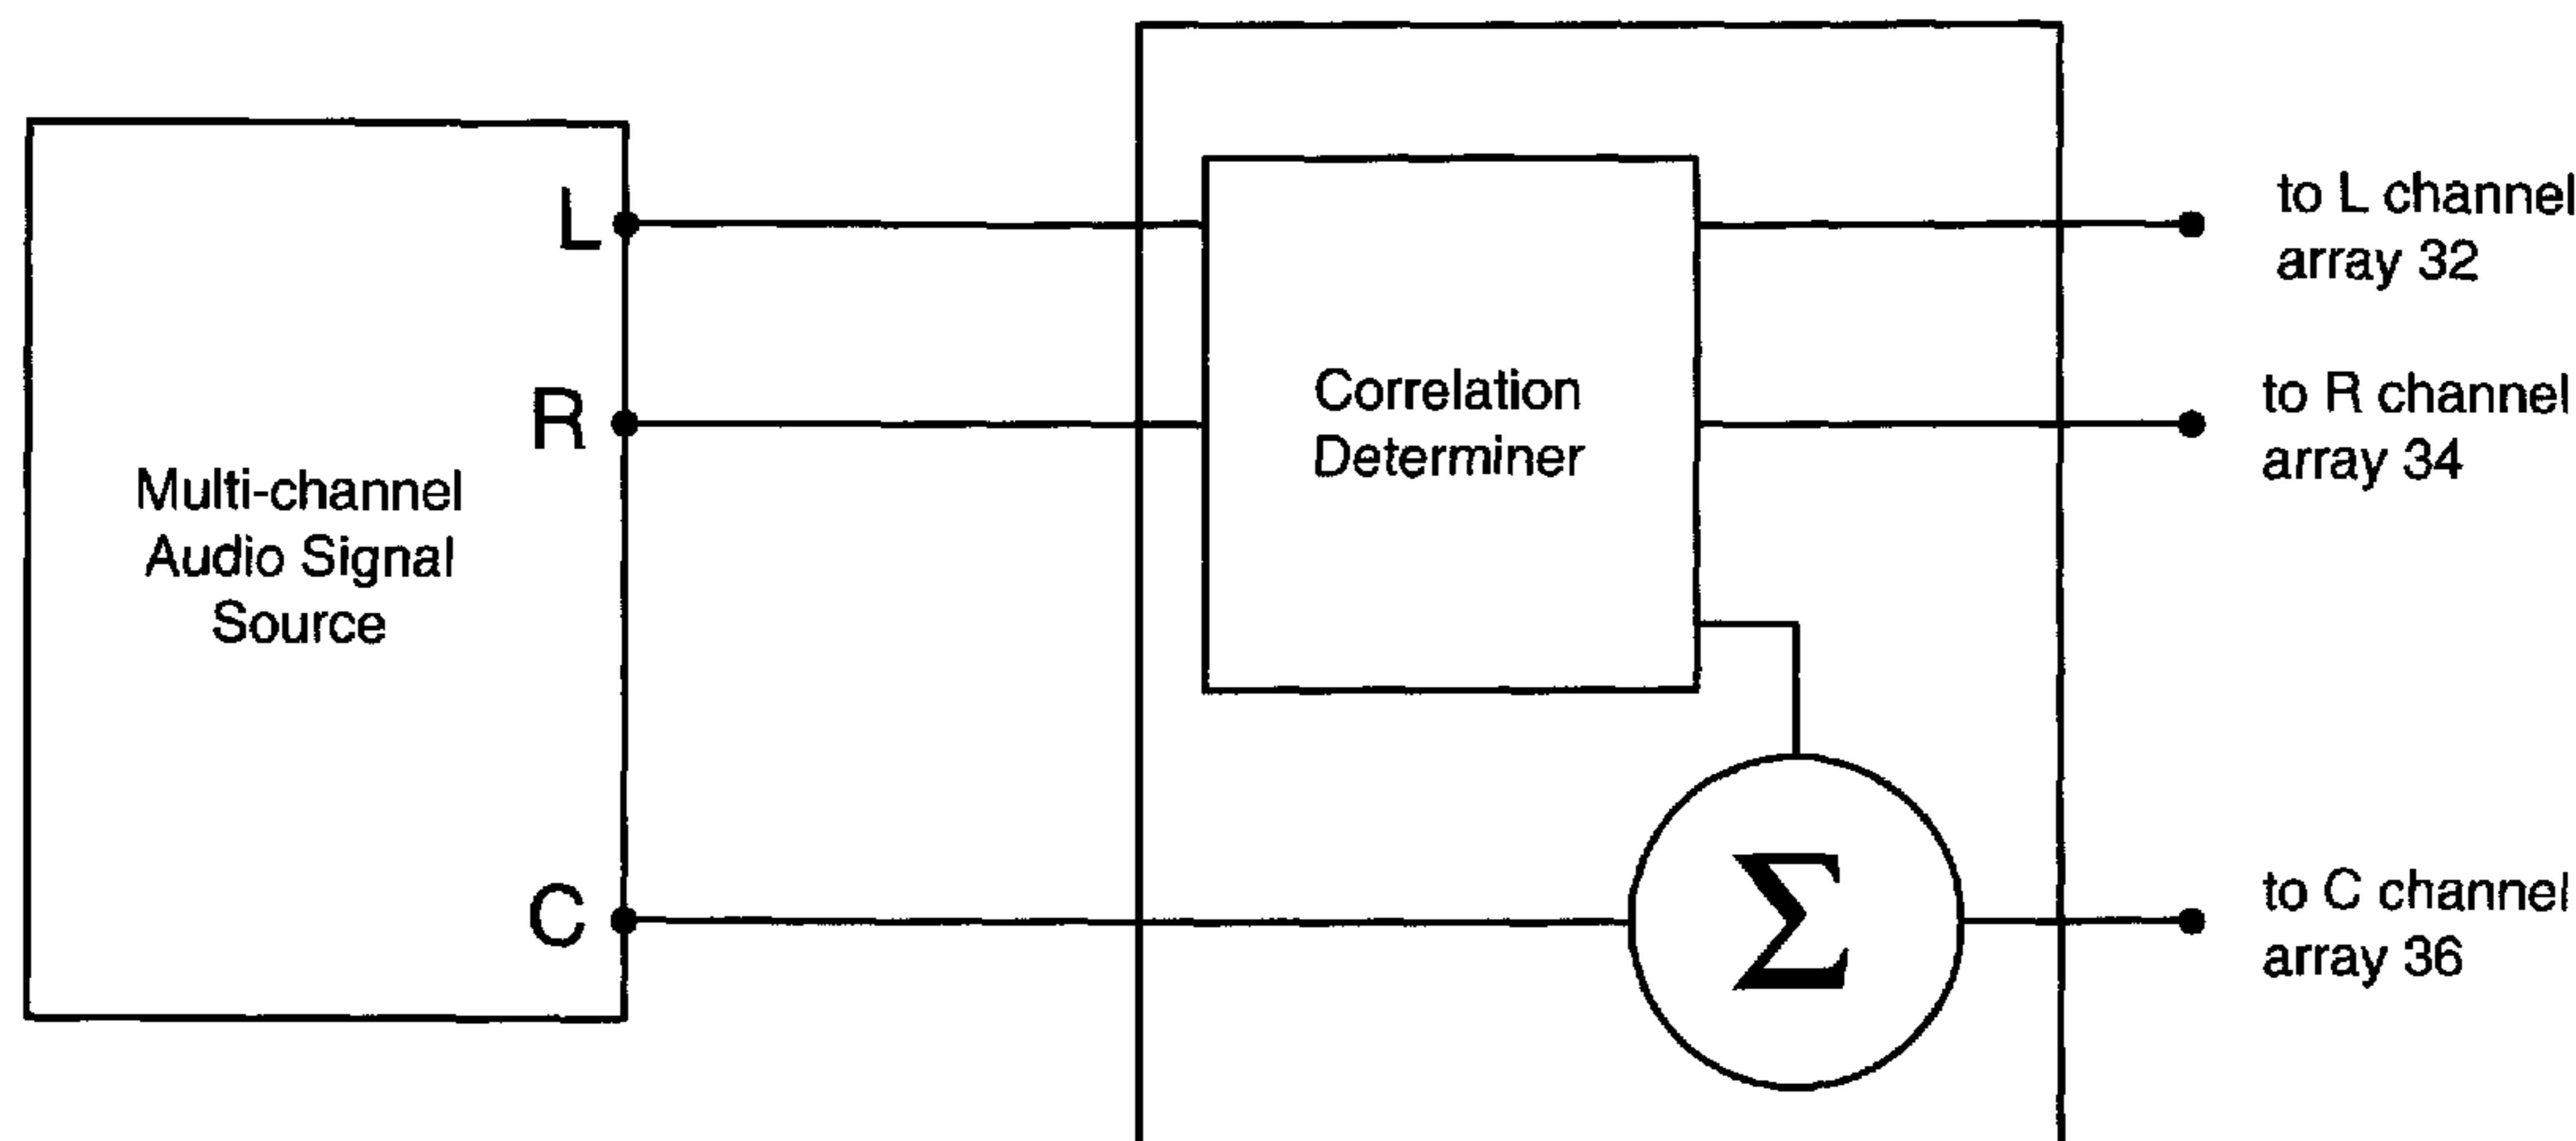 L
R
Multi-channel
Audio Signal
Source
C
Correlation
Determiner
Σ
to L channel
array 32
to R channel
array 34
to C channel
array 36